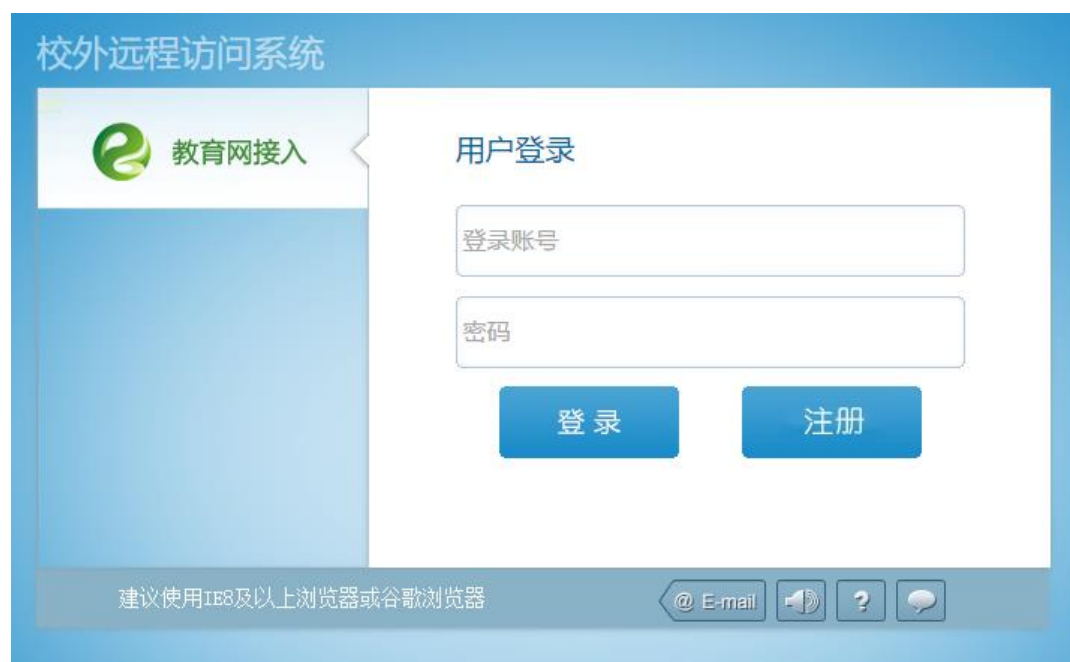 校外远程访问系统
教育网接入
用户登录
登录账号
密码
登录
注册
建议使用IE8及以上浏览器或谷歌浏览器
@ E-mail
?